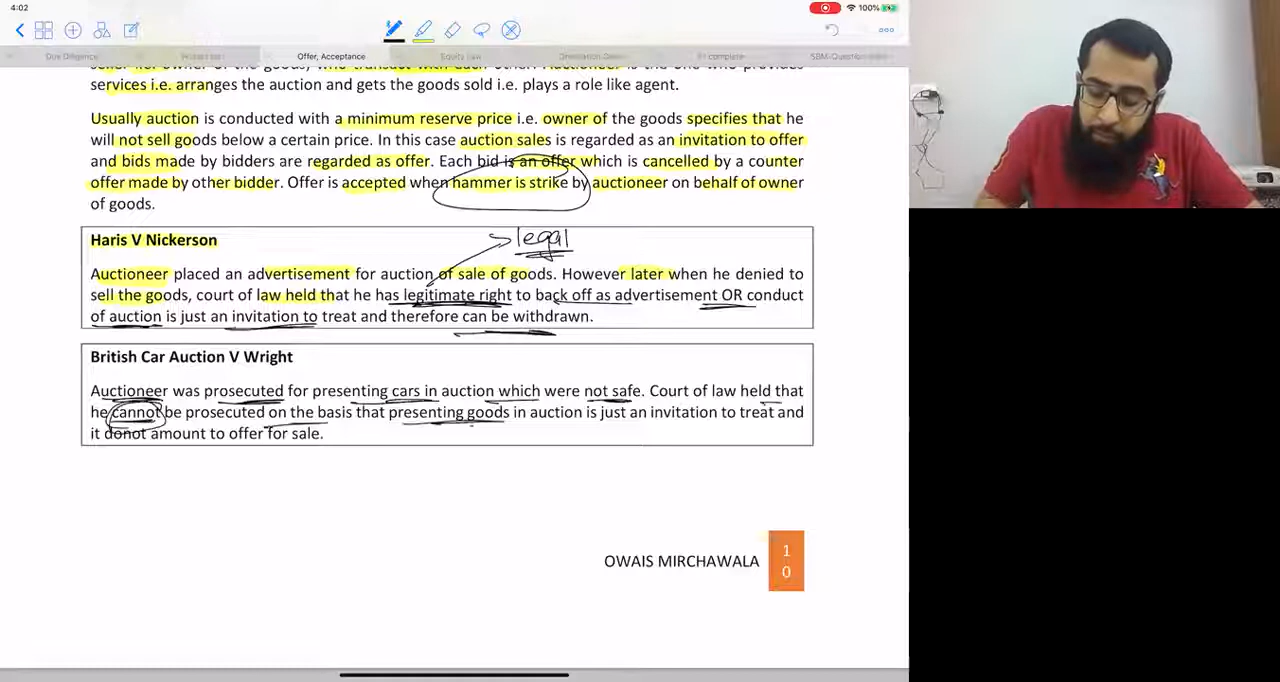 4:02
100%
Due Diligence
Offer, Acceptance
Equity Law
services i.e. arranges the auction and gets the goods sold i.e. plays a role like agent.
Usually auction is conducted with a minimum reserve price i.e. owner of the goods specifies that he
will not sell goods below a certain price. In this case auction sales is regarded as an invitation to offer
and bids made by bidders are regarded as offer. Each bid is an offer which is cancelled by a counter
offer made by other bidder. Offer is accepted when hammer is strike by auctioneer on behalf of owner
of goods.
Haris V Nickerson
legal
Auctioneer placed an advertisement for auction of sale of goods. However later when he denied to
sell the goods, court of law held that he has legitimate right to back off as advertisement OR conduct
of auction is just an invitation to treat and therefore can be withdrawn.
British Car Auction V Wright
Auctioneer was prosecuted for presenting cars in auction which were not safe. Court of law held that
he cannot be prosecuted on the basis that presenting goods in auction is just an invitation to treat and
it donot amount to offer for sale.
OWAIS MIRCHAWALA
1
0